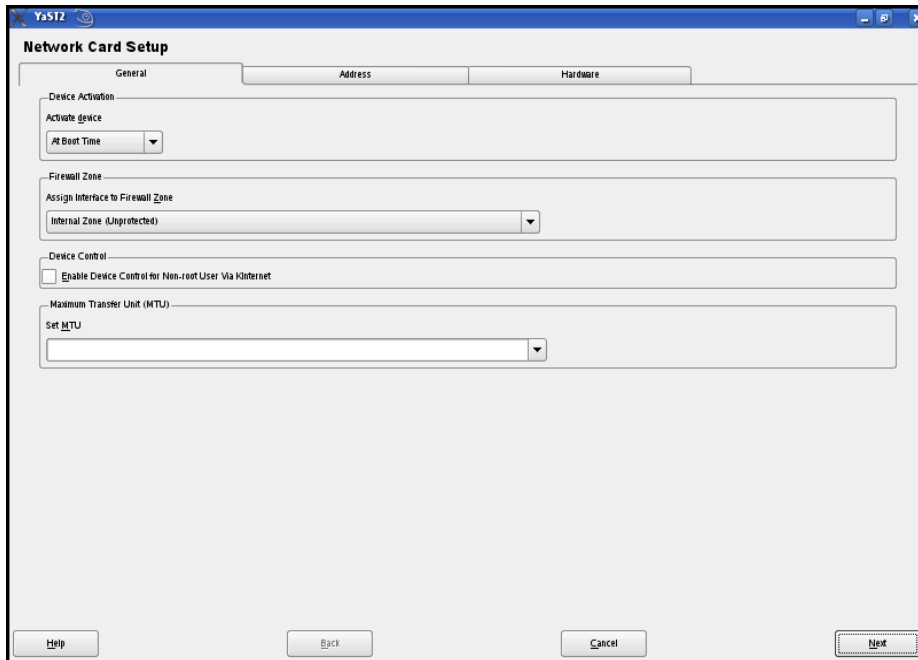 YaST2
Network Card Setup
General
Address
Hardware
Device Activation
Activate device
At Boot Time
Firewall Zone
Assign Interface to Firewall Zone
Internal Zone (Unprotected)
Device Control
Enable Device Control for Non-root User Via KInternet
Maximum Transfer Unit (MTU)
Set MTU
Help
Back
Cancel
Next